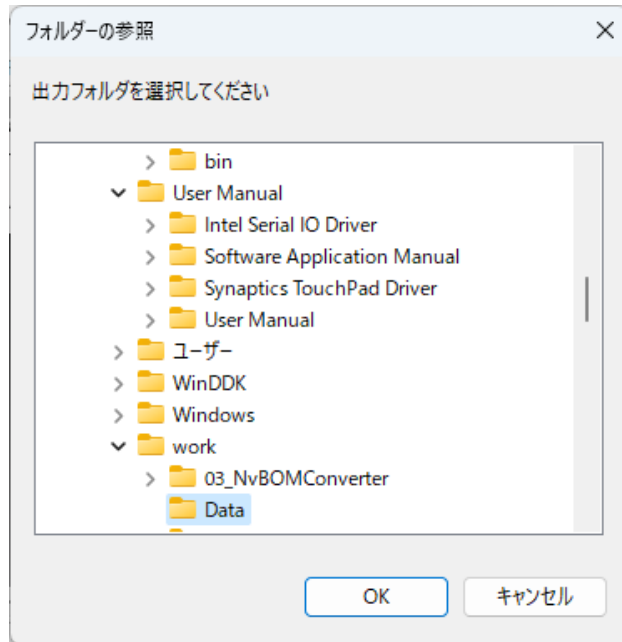 フォルダーの参照
出力フォルダを選択してください
bin
User Manual
Intel Serial IO Driver
Software Application Manual
Synaptics TouchPad Driver
User Manual
ユーザー
WinDDK
Windows
work
03_NvBOMConverter
Data
OK
キャンセル